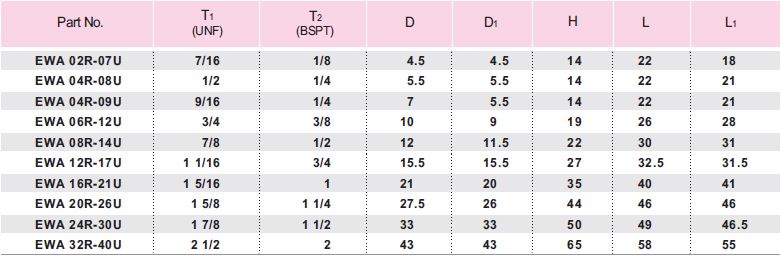 Part No. T1 (UNF) T2 (BSPT) D D1 H L L1
EWA 02R-07U 7/16 1/8 4.5 4.5 14 22 18
EWA 04R-08U 1/2 1/4 5.5 5.5 14 22 21
EWA 04R-09U 9/16 1/4 7 5.5 14 22 21
EWA 06R-12U 3/4 3/8 10 9 19 26 28
EWA 08R-14U 7/8 1/2 12 11.5 22 30 31
EWA 12R-17U 1 1/16 3/4 15.5 15.5 27 32.5 31.5
EWA 16R-21U 1 5/16 1 21 20 35 40 41
EWA 20R-26U 1 5/8 1 1/4 27.5 26 44 46 46
EWA 24R-30U 1 7/8 1 1/2 33 33 50 49 46.5
EWA 32R-40U 2 1/2 2 43 43 65 58 55